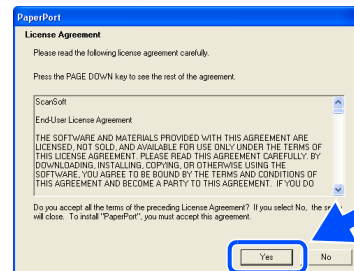 PaperPort
License Agreement
Please read the following license agreement carefully.
Press the PAGE DOWN key to see the rest of the agreement.
ScanSoft
End-User License Agreement
THE SOFTWARE AND MATERIALS PROVIDED WITH THIS AGREEMENT ARE
LICENSED, NOT SOLD, AND AVAILABLE FOR USE ONLY UNDER THE TERMS OF
THIS LICENSE AGREEMENT. PLEASE READ THIS AGREEMENT CAREFULLY. BY
DOWNLOADING, INSTALLING, COPYING, OR OTHERWISE USING THE
SOFTWARE, YOU AGREE TO BE BOUND BY THE TERMS AND CONDITIONS OF
THIS AGREEMENT AND BECOME A PARTY TO THIS AGREEMENT. IF YOU DO
Do you accept all the terms of the preceding License Agreement? If you select No, the
will close. To install "PaperPort", you must accept this agreement.
Yes
No